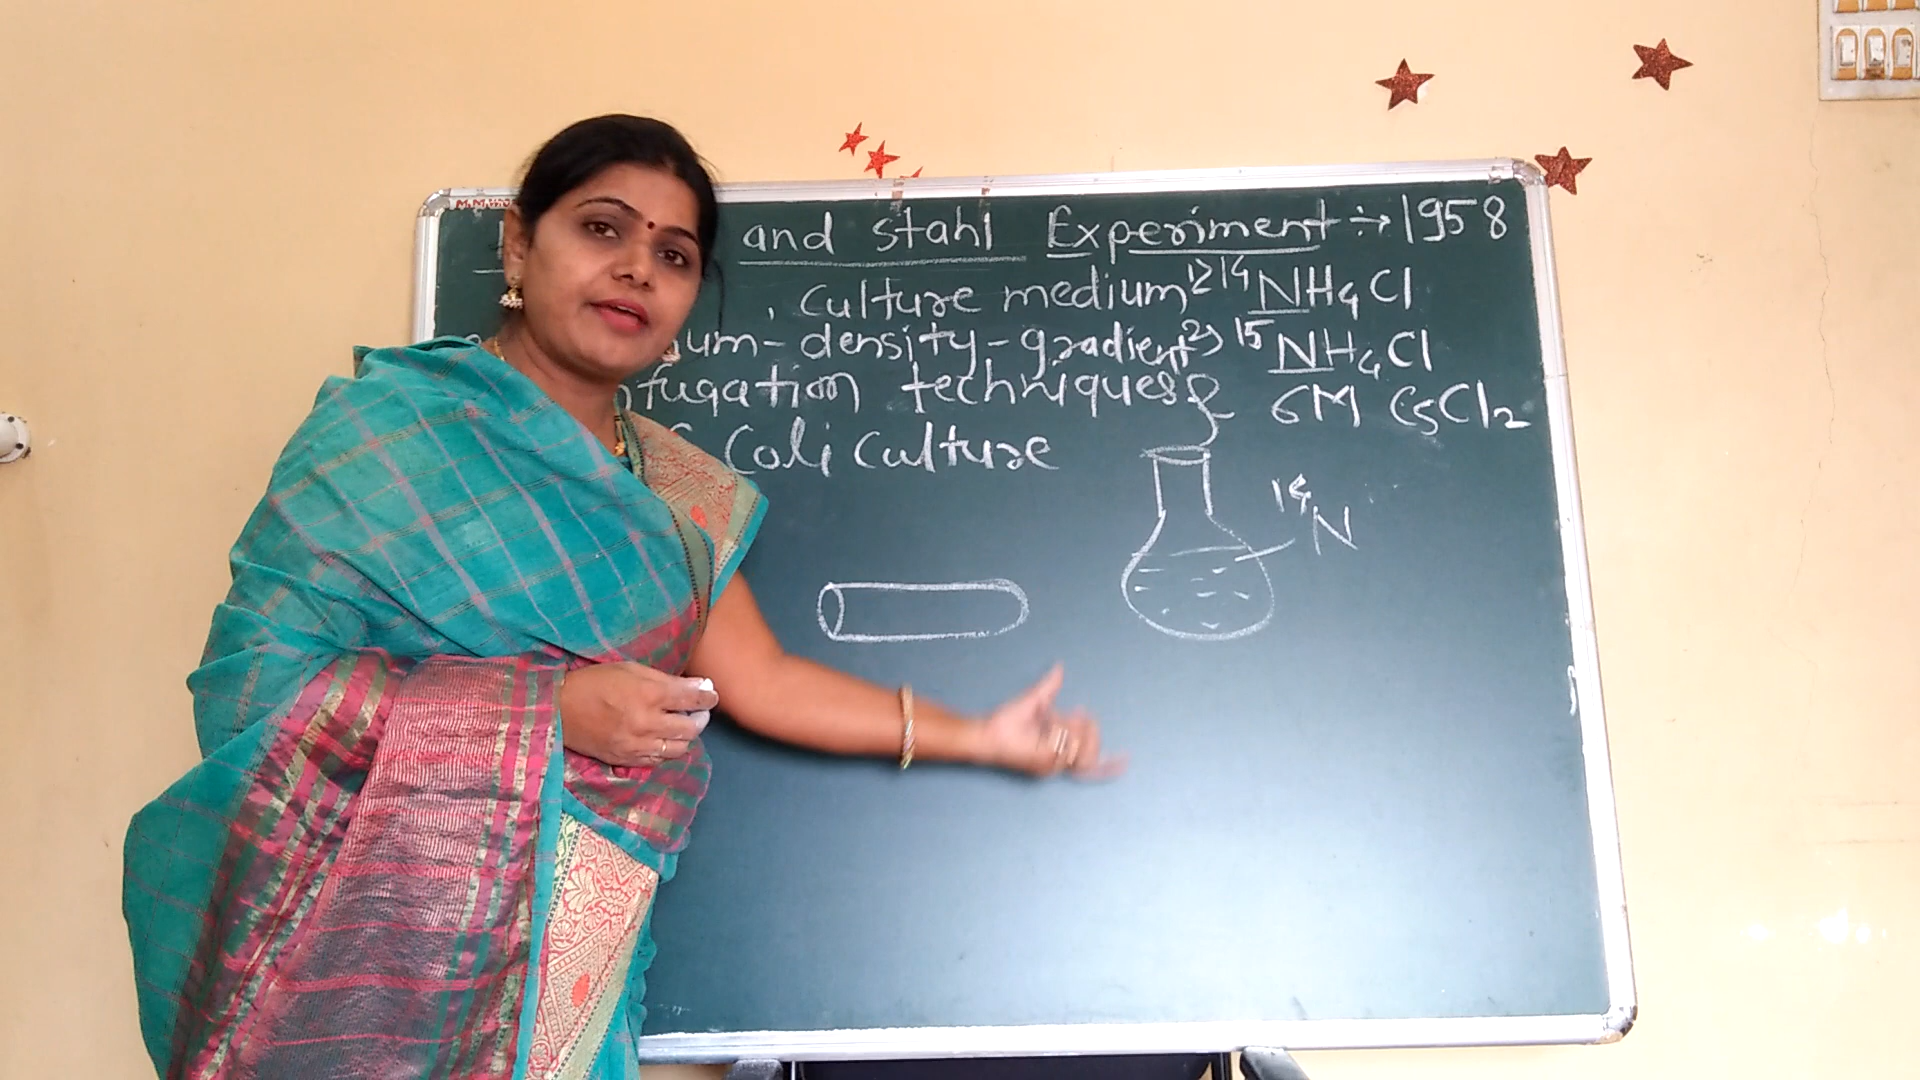 and stahl Experiment ÷→ 1958
, Culture medium 1> ¹⁴NH₄Cl
um-density-gradient 2> ¹⁵NH₄Cl
fugation techniques 6M CsCl₂
Coli Culture
¹⁴N